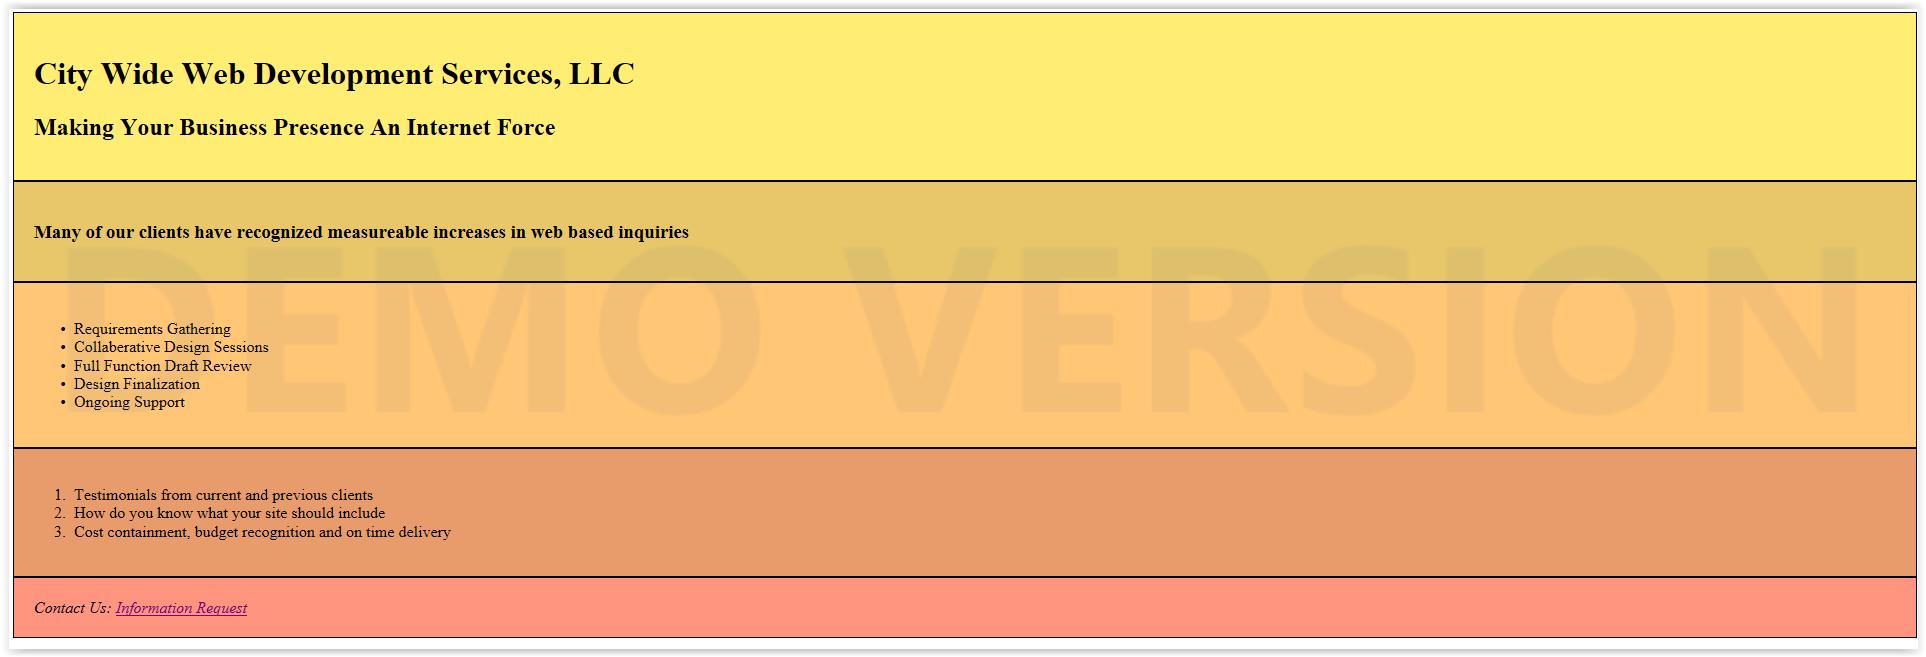 City Wide Web Development Services, LLC
Making Your Business Presence An Internet Force
Many of our clients have recognized measureable increases in web based inquiries
DEMO VERSION
• Requirements Gathering
• Collaberative Design Sessions
• Full Function Draft Review
• Design Finalization
• Ongoing Support
1. Testimonials from current and previous clients
2. How do you know what your site should include
3. Cost containment, budget recognition and on time delivery
Contact Us: Information Request